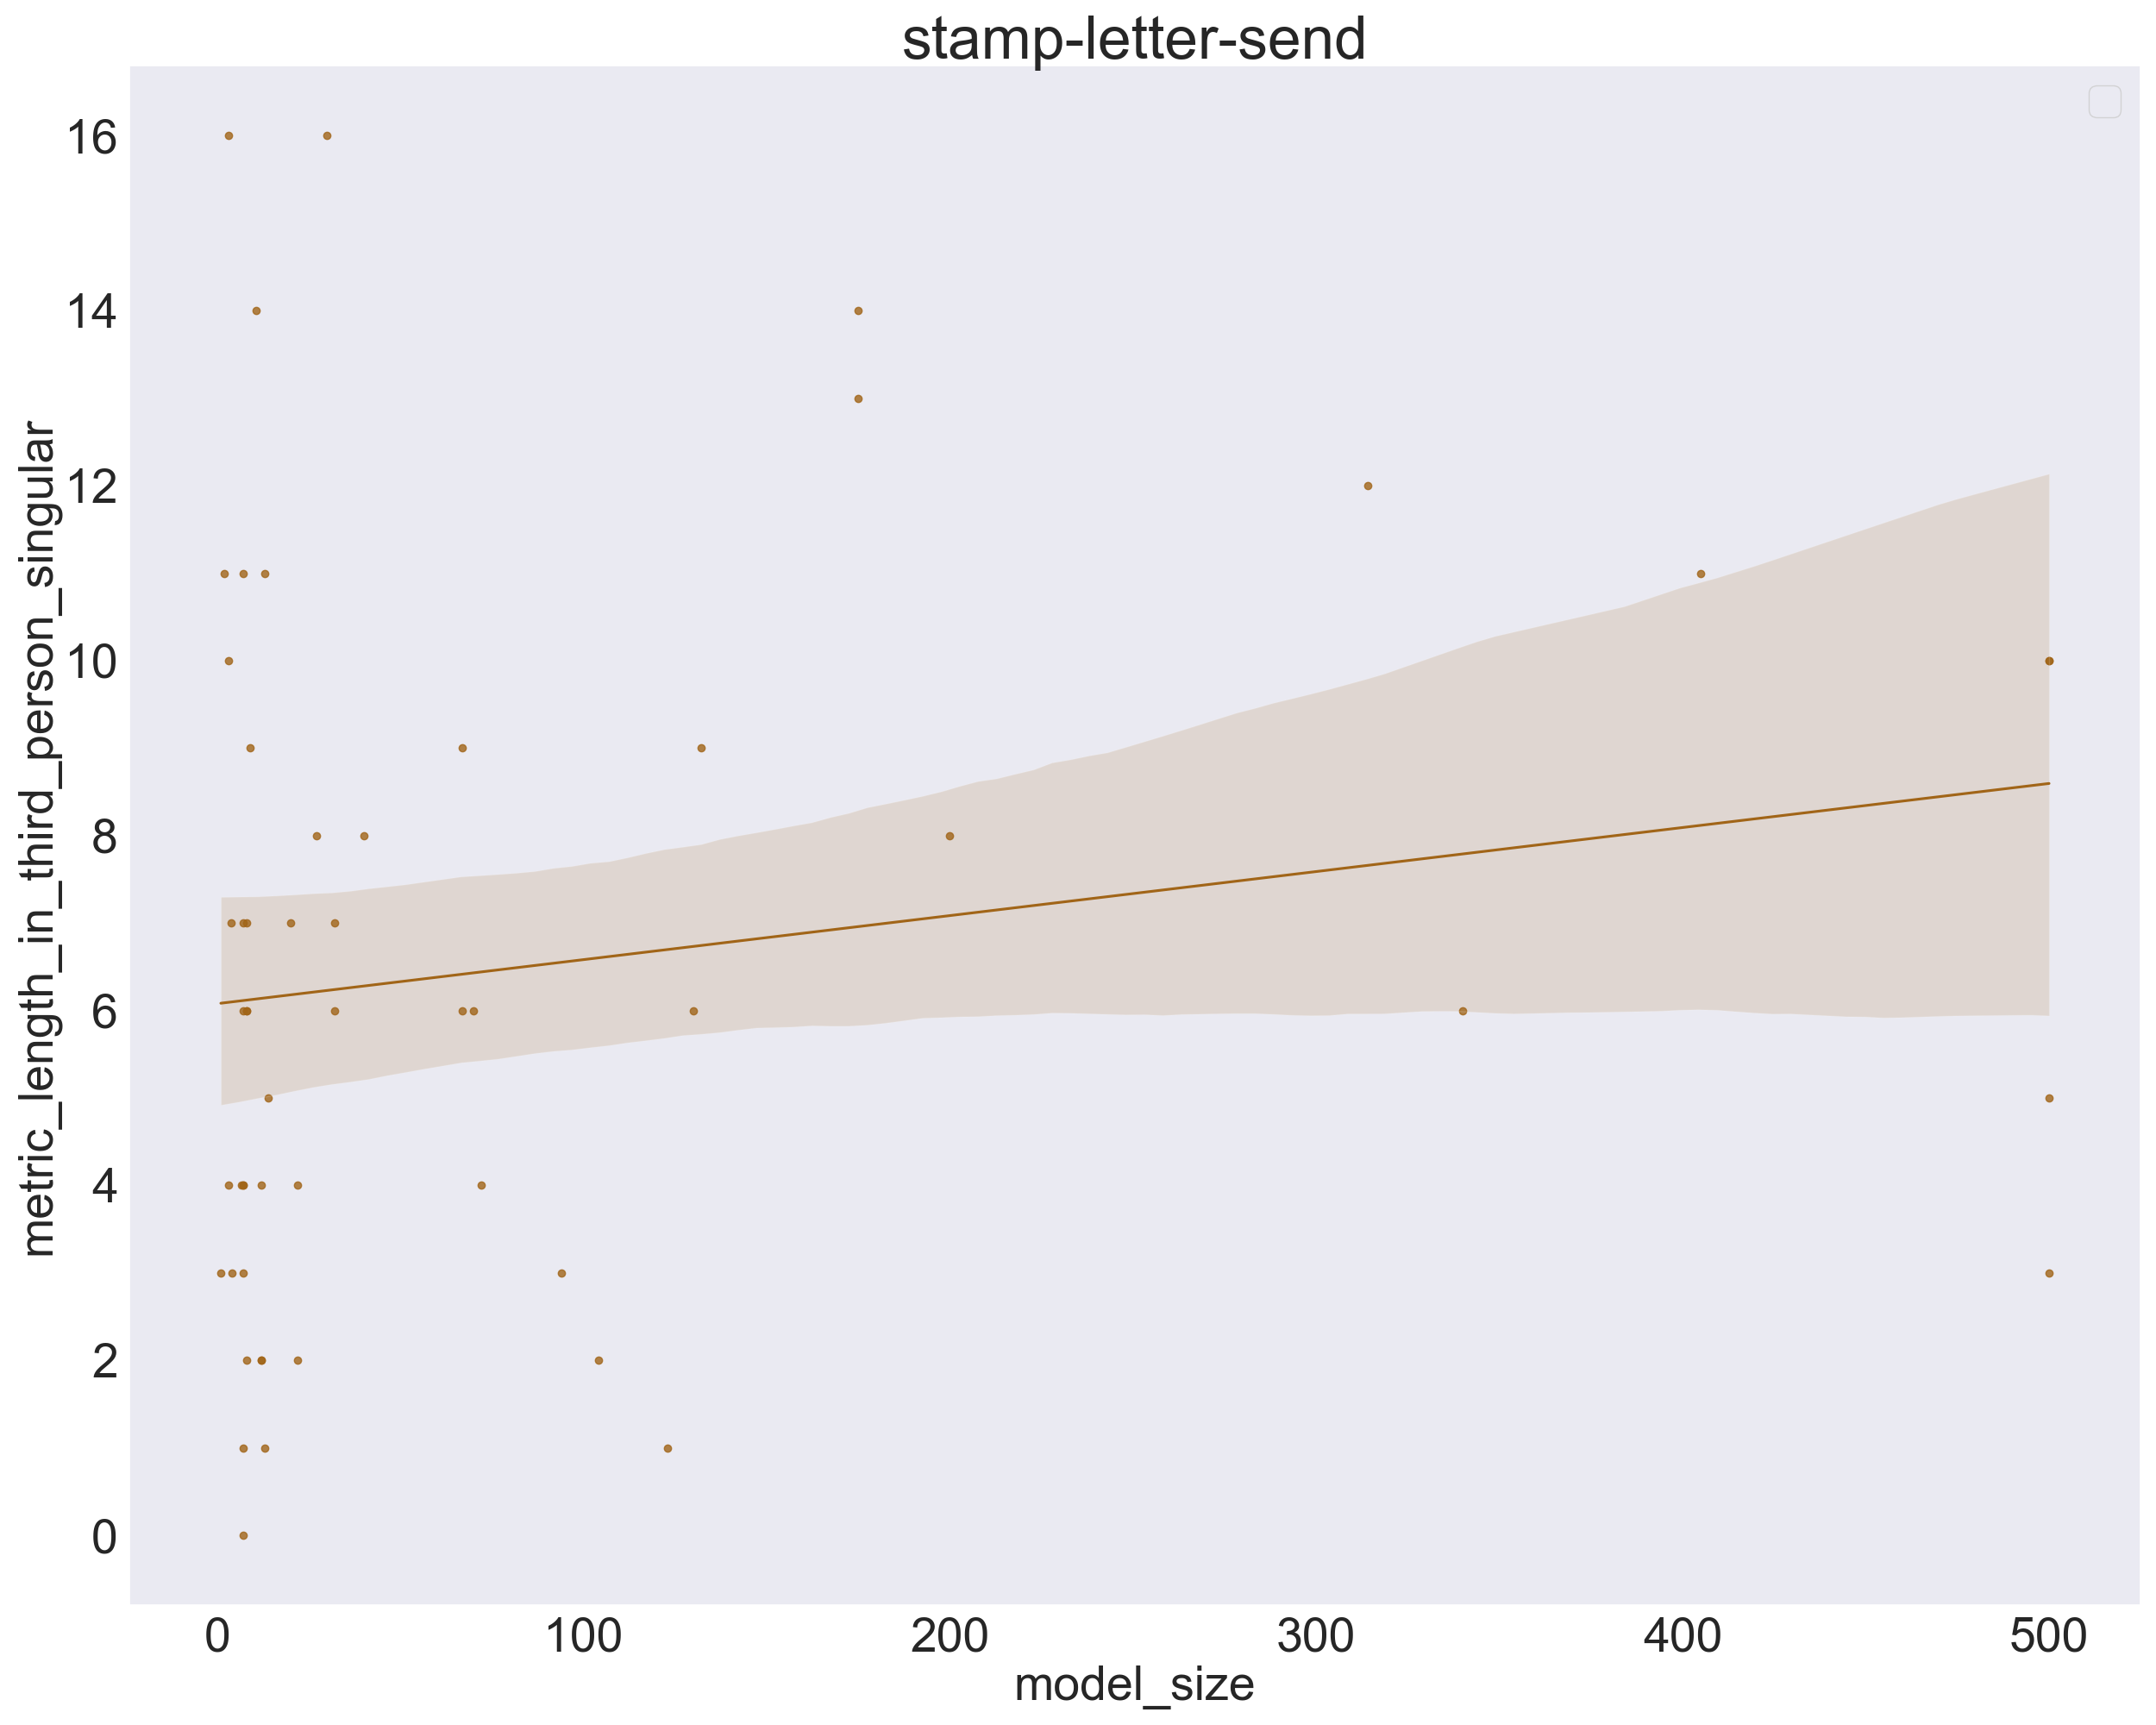 stamp-letter-send
metric_length_in_third_person_singular
16
14
12
10
8
6
4
2
0
0 100 200 300 400 500
model_size